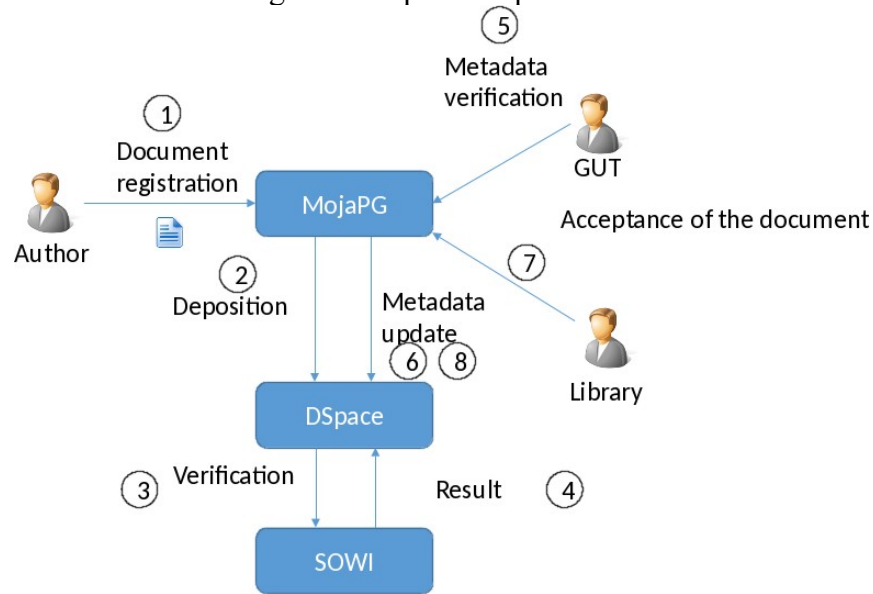 5
Metadata
verification
1
Document
registration
GUT
MojaPG
Acceptance of the document
Author
7
2
Deposition
Metadata
update
6 8
Library
DSpace
3
Verification
Result
4
SOWI